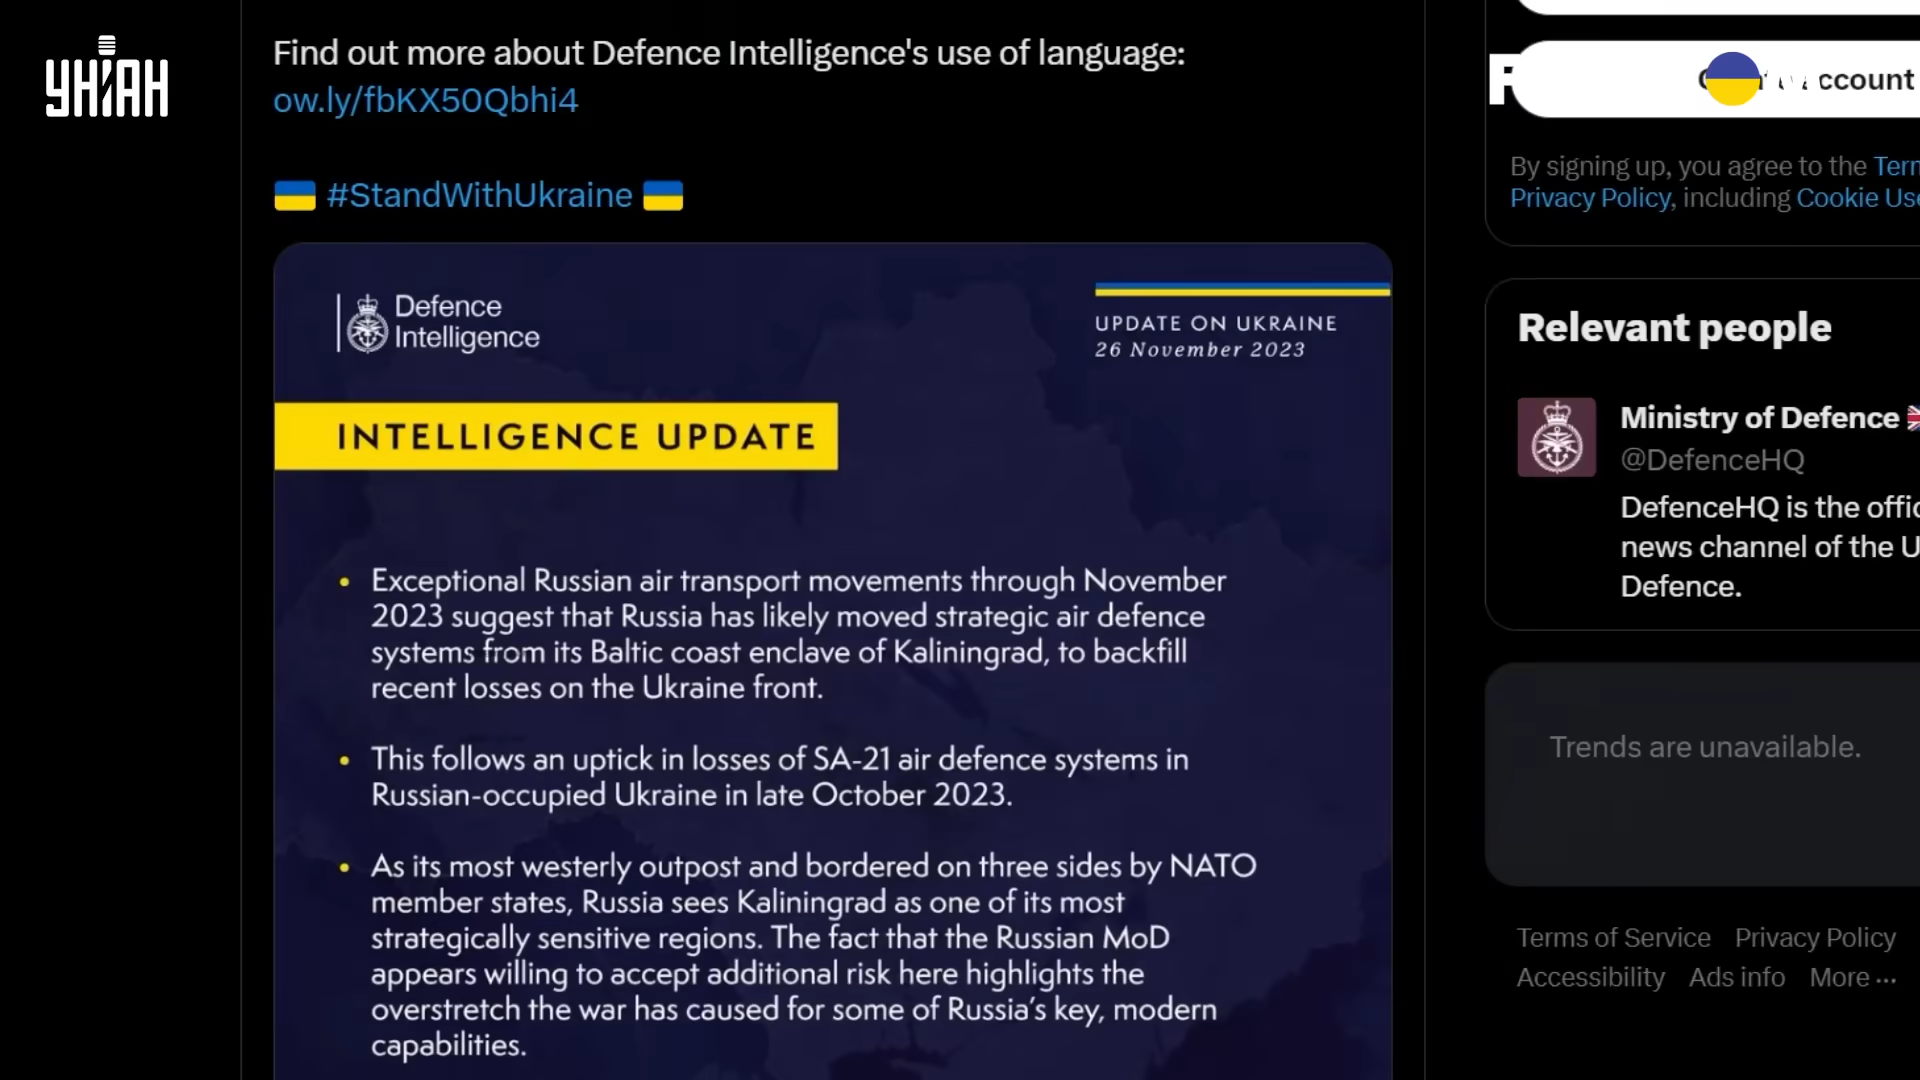 УНІАН
Find out more about Defence Intelligence's use of language:
ow.ly/fbKX50Qbhi4
#StandWithUkraine
Defence
Intelligence
UPDATE ON UKRAINE
26 November 2023
INTELLIGENCE UPDATE
• Exceptional Russian air transport movements through November
2023 suggest that Russia has likely moved strategic air defence
systems from its Baltic coast enclave of Kaliningrad, to backfill
recent losses on the Ukraine front.
• This follows an uptick in losses of SA-21 air defence systems in
Russian-occupied Ukraine in late October 2023.
• As its most westerly outpost and bordered on three sides by NATO
member states, Russia sees Kaliningrad as one of its most
strategically sensitive regions. The fact that the Russian MoD
appears willing to accept additional risk here highlights the
overstretch the war has caused for some of Russia's key, modern
capabilities.
account
By signing up, you agree to the Tern
Privacy Policy, including Cookie Use
Relevant people
Ministry of Defence
@DefenceHQ
DefenceHQ is the offic
news channel of the U
Defence.
Trends are unavailable.
Terms of Service Privacy Policy
Accessibility Ads info More ...